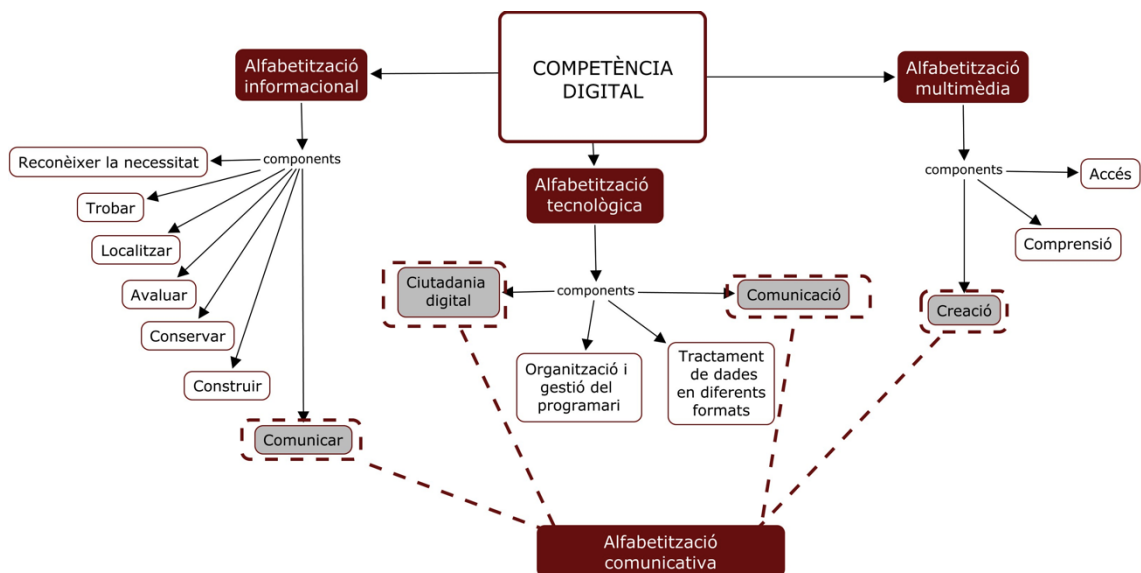 COMPETÈNCIA
DIGITAL
Alfabetització
informacional
Alfabetització
multimèdia
components
Reconèixer la necessitat
Trobar
Localitzar
Avaluar
Conservar
Construir
Comunicar
Alfabetització
tecnològica
components
Ciutadania
digital
Comunicació
Organització i
gestió del
programari
Tractament
de dades
en diferents
formats
components
Accés
Comprensió
Creació
Alfabetització
comunicativa